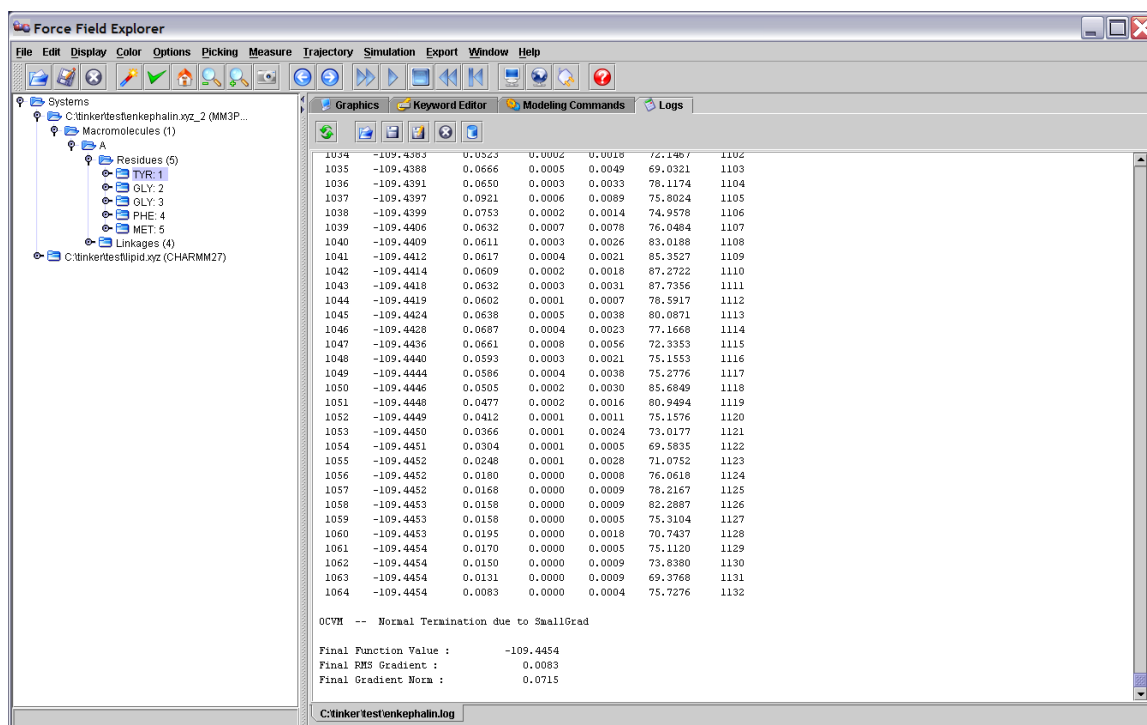 Force Field Explorer
File Edit Display Color Options Picking Measure Trajectory Simulation Export Window Help
Systems
C:\tinker\test\enkephalin.xyz_2 (MM3P...
Macromolecules (1)
A
Residues (5)
TYR: 1
GLY: 2
GLY: 3
PHE: 4
MET: 5
Linkages (4)
C:\tinker\test\lipid.xyz (CHARMM27)
Graphics Keyword Editor Modeling Commands Logs
1034 -109.4383 0.0523 0.0002 0.0018 72.1467 1102
1035 -109.4388 0.0666 0.0005 0.0049 69.0321 1103
1036 -109.4391 0.0650 0.0003 0.0033 78.1174 1104
1037 -109.4397 0.0921 0.0006 0.0089 75.8024 1105
1038 -109.4399 0.0753 0.0002 0.0014 74.9578 1106
1039 -109.4406 0.0632 0.0007 0.0078 76.0484 1107
1040 -109.4409 0.0611 0.0003 0.0026 83.0188 1108
1041 -109.4412 0.0617 0.0004 0.0021 85.3527 1109
1042 -109.4414 0.0609 0.0002 0.0018 87.2722 1110
1043 -109.4418 0.0632 0.0003 0.0031 87.7356 1111
1044 -109.4419 0.0602 0.0001 0.0007 78.5917 1112
1045 -109.4424 0.0638 0.0005 0.0038 80.0871 1113
1046 -109.4428 0.0687 0.0004 0.0023 77.1668 1114
1047 -109.4436 0.0661 0.0008 0.0056 72.3353 1115
1048 -109.4440 0.0593 0.0003 0.0021 75.1553 1116
1049 -109.4444 0.0586 0.0004 0.0038 75.2776 1117
1050 -109.4446 0.0505 0.0002 0.0030 85.6849 1118
1051 -109.4448 0.0477 0.0002 0.0016 80.9494 1119
1052 -109.4449 0.0412 0.0001 0.0011 75.1576 1120
1053 -109.4450 0.0366 0.0001 0.0024 73.0177 1121
1054 -109.4451 0.0304 0.0001 0.0005 69.5835 1122
1055 -109.4452 0.0248 0.0001 0.0028 71.0752 1123
1056 -109.4452 0.0180 0.0000 0.0008 76.0618 1124
1057 -109.4452 0.0168 0.0000 0.0009 78.2167 1125
1058 -109.4453 0.0158 0.0000 0.0009 82.2887 1126
1059 -109.4453 0.0158 0.0000 0.0005 75.3104 1127
1060 -109.4453 0.0195 0.0000 0.0018 70.7437 1128
1061 -109.4454 0.0170 0.0000 0.0005 75.1120 1129
1062 -109.4454 0.0150 0.0000 0.0009 73.8380 1130
1063 -109.4454 0.0131 0.0000 0.0009 69.3768 1131
1064 -109.4454 0.0083 0.0000 0.0004 75.7276 1132
OCVM -- Normal Termination due to SmallGrad
Final Function Value : -109.4454
Final RMS Gradient : 0.0083
Final Gradient Norm : 0.0715
C:\tinker\test\enkephalin.log